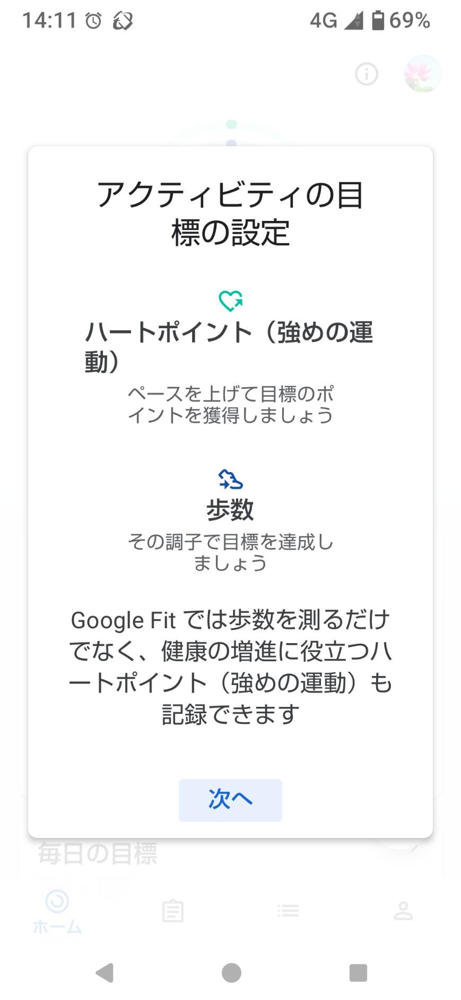 14:11
4G 69%
アクティビティの目
標の設定
ハートポイント（強めの運
動）
ペースを上げて目標のポ
イントを獲得しましょう
歩数
その調子で目標を達成し
ましょう
Google Fit では歩数を測るだけ
でなく、健康の増進に役立つハ
ートポイント（強めの運動）も
記録できます
次へ
毎日の目標
ホーム